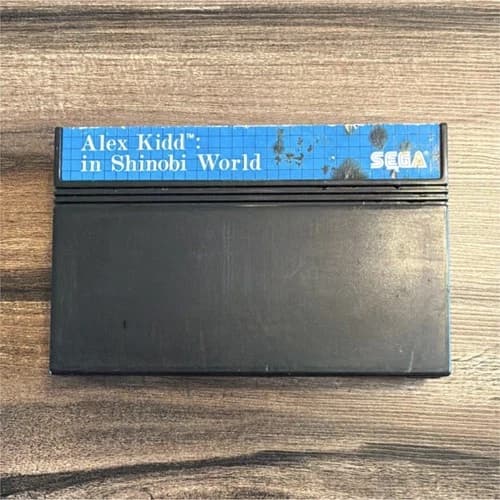 Alex Kidd™:
in Shinobi World
SEGA